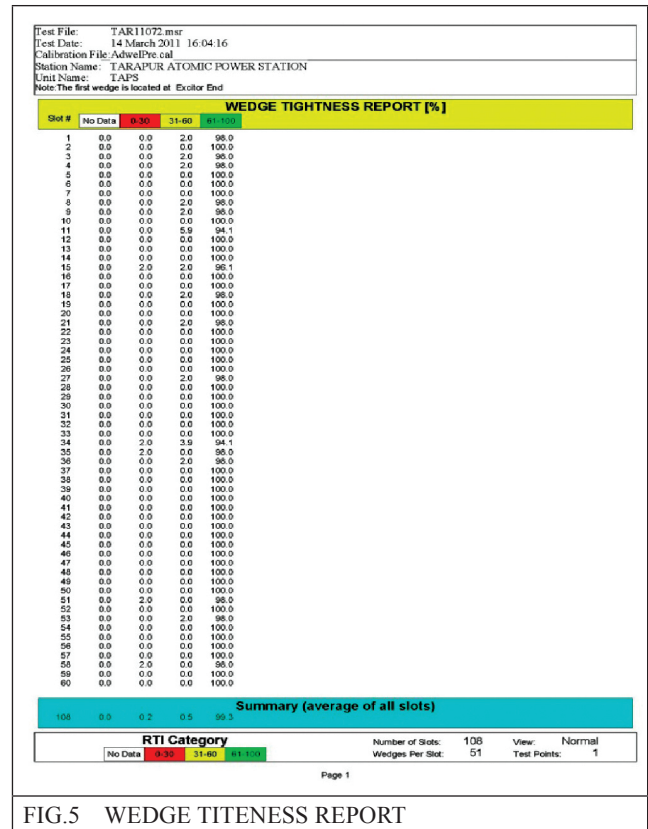 Test File: TAR11072.msr
Test Date: 14 March 2011 16:04:16
Calibration File: AdwelPre.cal
Station Name: TARAPUR ATOMIC POWER STATION
Unit Name: TAPS
Note:The first wedge is located at Excitor End
WEDGE TIGHTNESS REPORT [%]
Slot # No Data 0-30 31-60 61-100
1 0.0 0.0 2.0 98.0
2 0.0 0.0 0.0 100.0
3 0.0 0.0 2.0 98.0
4 0.0 0.0 2.0 98.0
5 0.0 0.0 0.0 100.0
6 0.0 0.0 0.0 100.0
7 0.0 0.0 0.0 100.0
8 0.0 0.0 2.0 98.0
9 0.0 0.0 2.0 98.0
10 0.0 0.0 0.0 100.0
11 0.0 0.0 5.9 94.1
12 0.0 0.0 0.0 100.0
13 0.0 0.0 0.0 100.0
14 0.0 0.0 0.0 100.0
15 0.0 2.0 2.0 96.1
16 0.0 0.0 0.0 100.0
17 0.0 0.0 0.0 100.0
18 0.0 0.0 2.0 98.0
19 0.0 0.0 0.0 100.0
20 0.0 0.0 0.0 100.0
21 0.0 0.0 2.0 98.0
22 0.0 0.0 0.0 100.0
23 0.0 0.0 0.0 100.0
24 0.0 0.0 0.0 100.0
25 0.0 0.0 0.0 100.0
26 0.0 0.0 0.0 100.0
27 0.0 0.0 2.0 98.0
28 0.0 0.0 0.0 100.0
29 0.0 0.0 0.0 100.0
30 0.0 0.0 0.0 100.0
31 0.0 0.0 0.0 100.0
32 0.0 0.0 0.0 100.0
33 0.0 0.0 0.0 100.0
34 0.0 2.0 3.9 94.1
35 0.0 2.0 0.0 98.0
36 0.0 0.0 2.0 98.0
37 0.0 0.0 0.0 100.0
38 0.0 0.0 0.0 100.0
39 0.0 0.0 0.0 100.0
40 0.0 0.0 0.0 100.0
41 0.0 0.0 0.0 100.0
42 0.0 0.0 0.0 100.0
43 0.0 0.0 0.0 100.0
44 0.0 0.0 0.0 100.0
45 0.0 0.0 0.0 100.0
46 0.0 0.0 0.0 100.0
47 0.0 0.0 0.0 100.0
48 0.0 0.0 0.0 100.0
49 0.0 0.0 0.0 100.0
50 0.0 0.0 0.0 100.0
51 0.0 2.0 0.0 98.0
52 0.0 0.0 0.0 100.0
53 0.0 0.0 2.0 98.0
54 0.0 0.0 0.0 100.0
55 0.0 0.0 0.0 100.0
56 0.0 0.0 0.0 100.0
57 0.0 0.0 0.0 100.0
58 0.0 2.0 0.0 98.0
59 0.0 0.0 0.0 100.0
60 0.0 0.0 0.0 100.0
Summary (average of all slots)
108 0.0 0.2 0.5 99.3
RTI Category Number of Slots: 108 View: Normal
No Data 0-30 31-60 61-100 Wedges Per Slot: 51 Test Points: 1
Page 1
FIG.5 WEDGE TITENESS REPORT